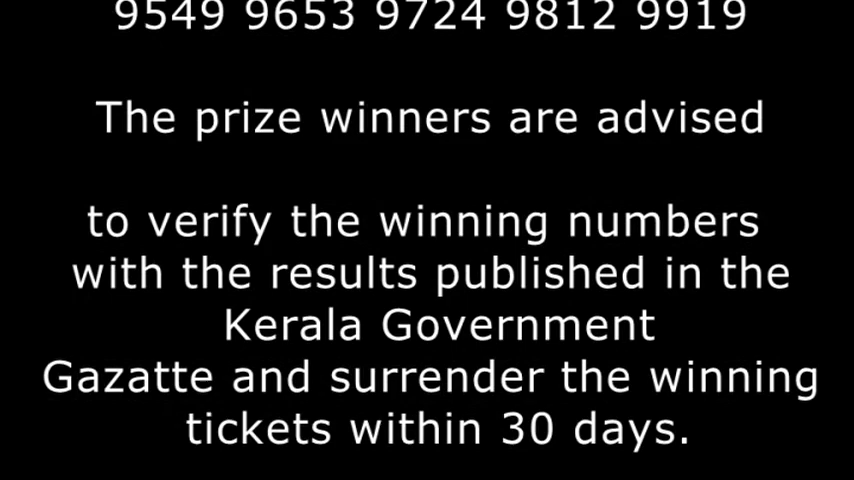 9549 9653 9724 9812 9919
The prize winners are advised
to verify the winning numbers
with the results published in the
Kerala Government
Gazatte and surrender the winning
tickets within 30 days.